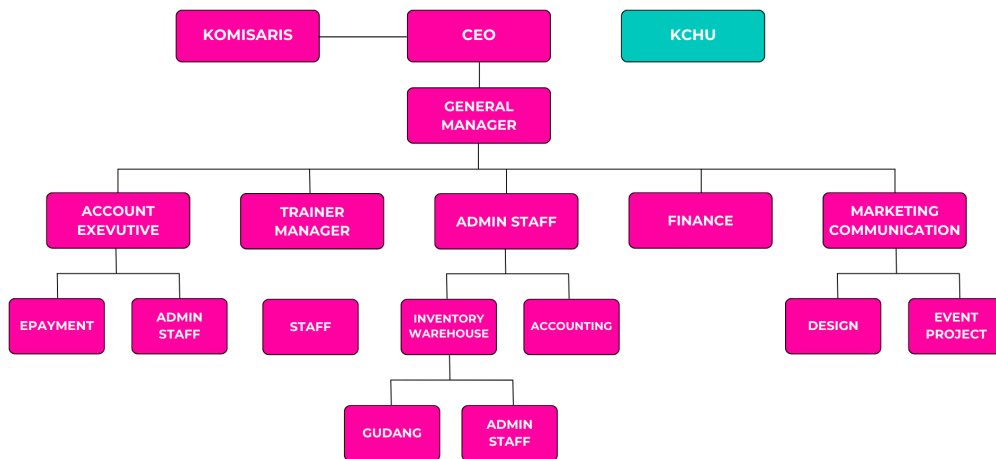 KOMISARIS
CEO
KCHU
GENERAL
MANAGER
ACCOUNT
EXEVUTIVE
TRAINER
MANAGER
ADMIN STAFF
FINANCE
MARKETING
COMMUNICATION
EPAYMENT
ADMIN
STAFF
STAFF
INVENTORY
WAREHOUSE
ACCOUNTING
DESIGN
EVENT
PROJECT
GUDANG
ADMIN
STAFF